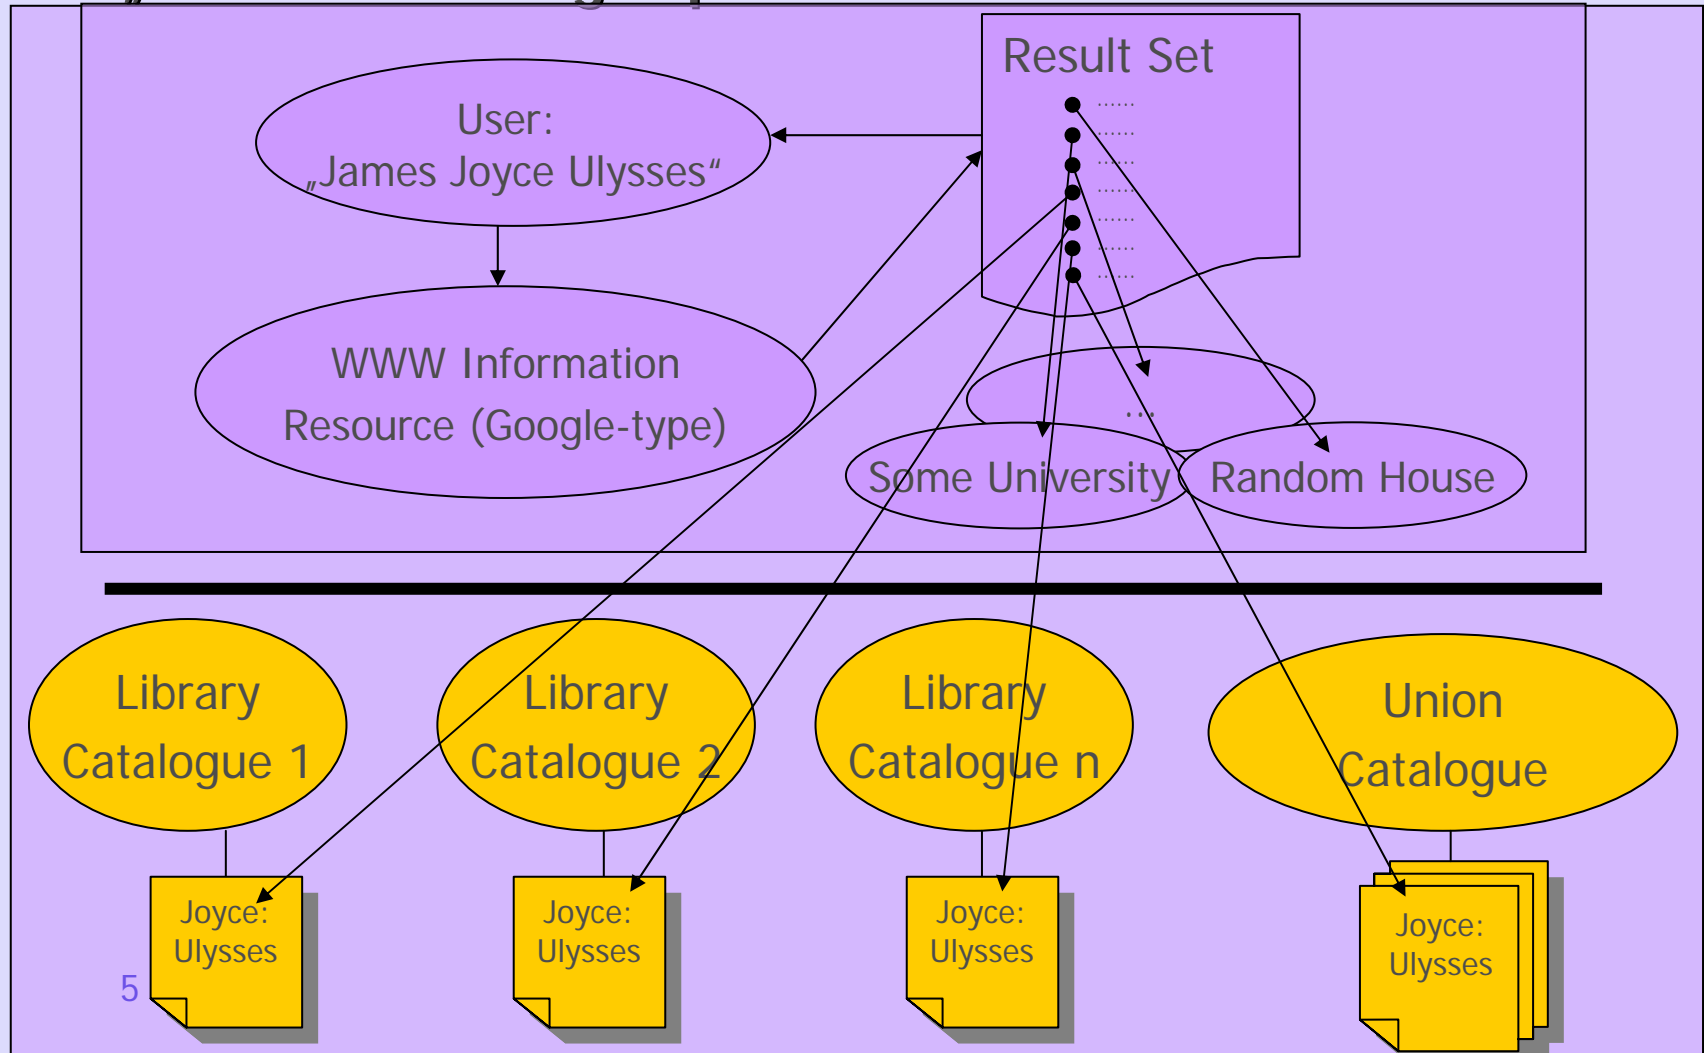 Result Set
......
......
......
......
......
......
......
User:
„James Joyce Ulysses“
WWW Information
Resource (Google-type)
...
Some University
Random House
Library
Catalogue 1
Library
Catalogue 2
Library
Catalogue n
Union
Catalogue
Joyce:
Ulysses
Joyce:
Ulysses
Joyce:
Ulysses
Joyce:
Ulysses
5